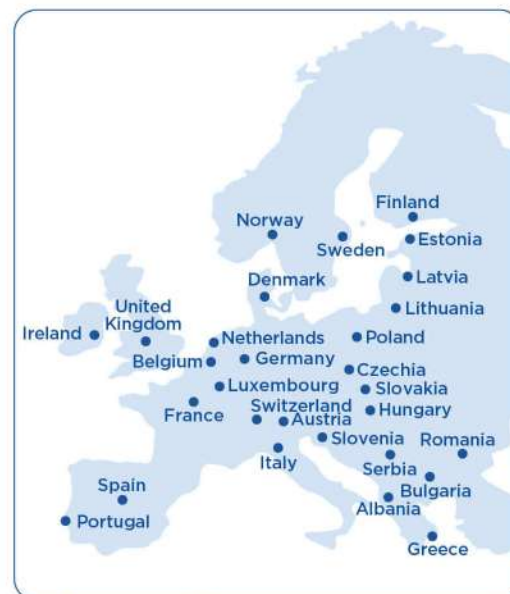 Finland
Norway
Sweden
Estonia
Denmark
Latvia
United
Kingdom
Lithuania
Ireland
Netherlands
Poland
Belgium
Germany
Czechia
Luxembourg
Slovakia
France
Switzerland
Hungary
Austria
Slovenia
Romania
Italy
Serbia
Spain
Bulgaria
Albania
Portugal
Greece